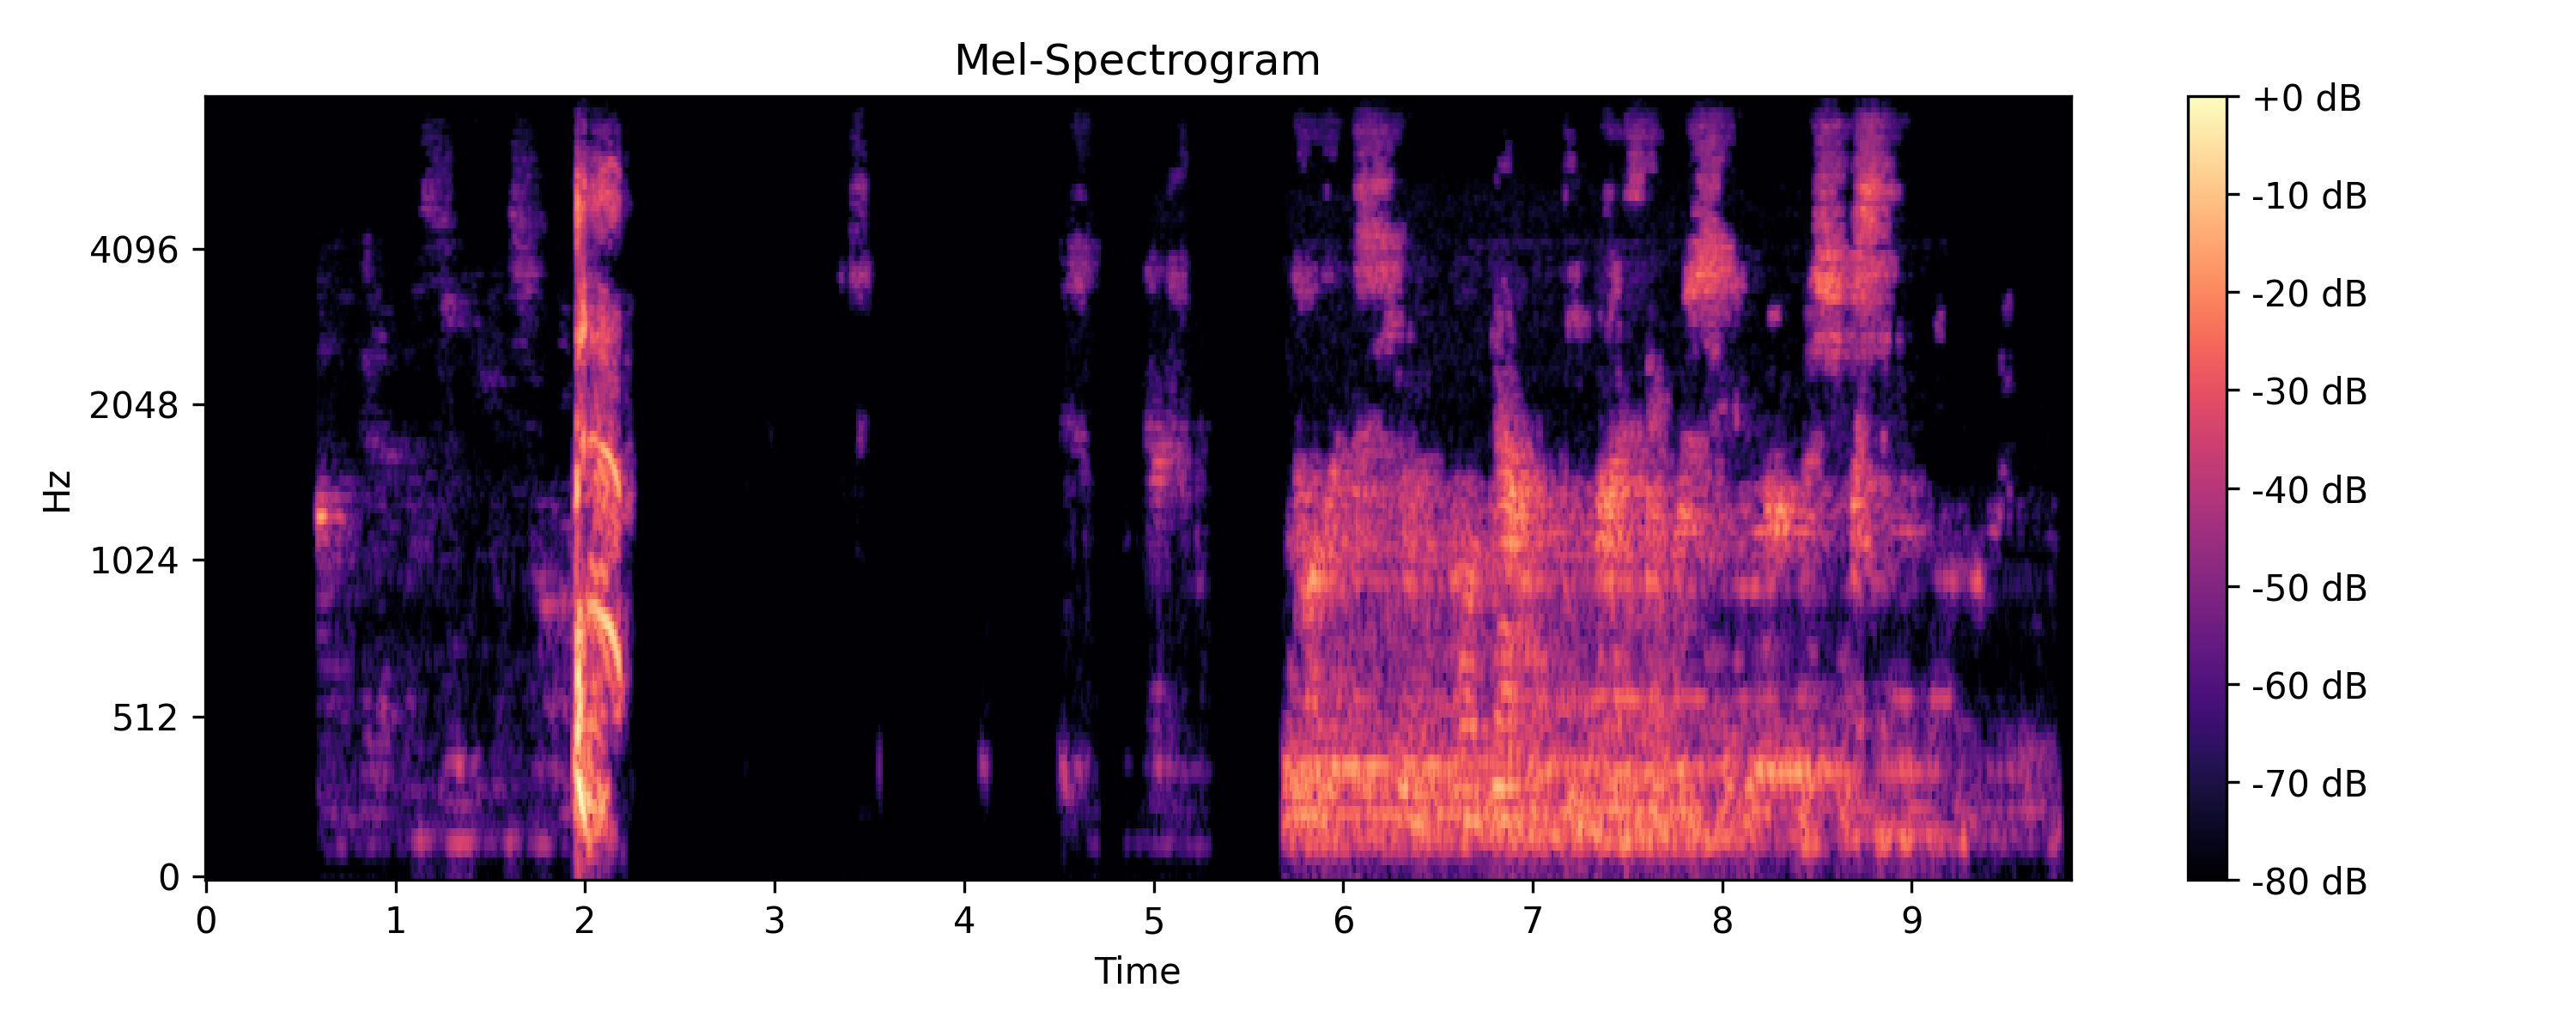 Mel-Spectrogram
+0 dB
-10 dB
-20 dB
-30 dB
-40 dB
-50 dB
-60 dB
-70 dB
-80 dB
Hz
4096
2048
1024
512
0
0 1 2 3 4 5 6 7 8 9
Time